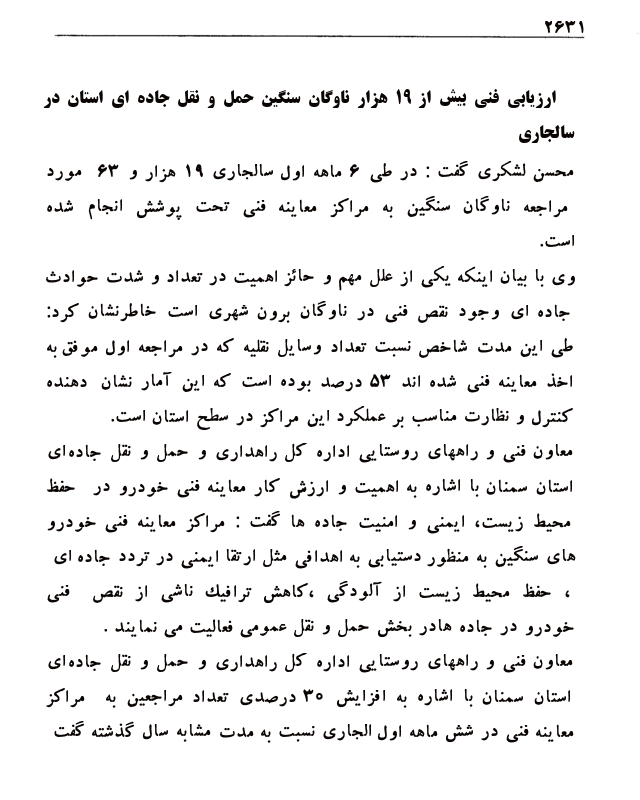 ۲۶۳۱
ارزیابی فنی بیش از ۱۹ هزار ناوگان سنگین حمل و نقل جاده ای استان در
سالجاری
محسن لشکری گفت : در طی ۶ ماهه اول سالجاری ۱۹ هزار و ۶۳ مورد
مراجعه ناوگان سنگین به مراکز معاینه فنی تحت پوشش انجام شده
است.
وی با بیان اینکه یکی از علل مهم و حائز اهمیت در تعداد و شدت حوادث
جاده ای وجود نقص فنی در ناوگان برون شهری است خاطرنشان کرد:
طی این مدت شاخص نسبت تعداد وسایل نقلیه که در مراجعه اول موفق به
اخذ معاینه فنی شده اند ۵۳ درصد بوده است که این آمار نشان دهنده
کنترل و نظارت مناسب بر عملکرد این مراکز در سطح استان است.
معاون فنی و راههای روستایی اداره کل راهداری و حمل و نقل جاده‌ای
استان سمنان با اشاره به اهمیت و ارزش کار معاینه فنی خودرو در حفظ
محیط زیست، ایمنی و امنیت جاده ها گفت : مراکز معاینه فنی خودرو
های سنگین به منظور دستیابی به اهدافی مثل ارتقا ایمنی در تردد جاده ای
، حفظ محیط زیست از آلودگی ،کاهش ترافیك ناشی از نقص فنی
خودرو در جاده هادر بخش حمل و نقل عمومی فعالیت می نمایند .
معاون فنی و راههای روستایی اداره کل راهداری و حمل و نقل جاده‌ای
استان سمنان با اشاره به افزایش ۳۰ درصدی تعداد مراجعین به مراکز
معاینه فنی در شش ماهه اول الجاری نسبت به مدت مشابه سال گذشته گفت